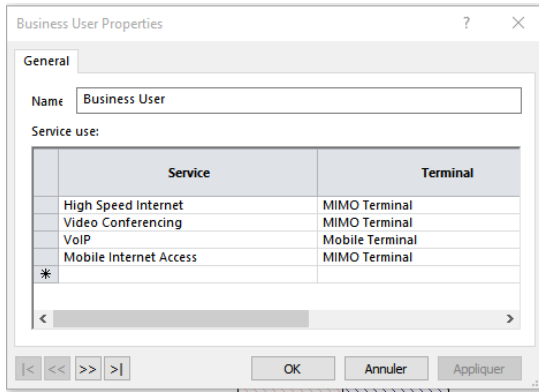 Business User Properties
General
Name Business User
Service use:
Service Terminal
High Speed Internet MIMO Terminal
Video Conferencing MIMO Terminal
VoIP Mobile Terminal
Mobile Internet Access MIMO Terminal
|< << >> >| OK Annuler Appliquer